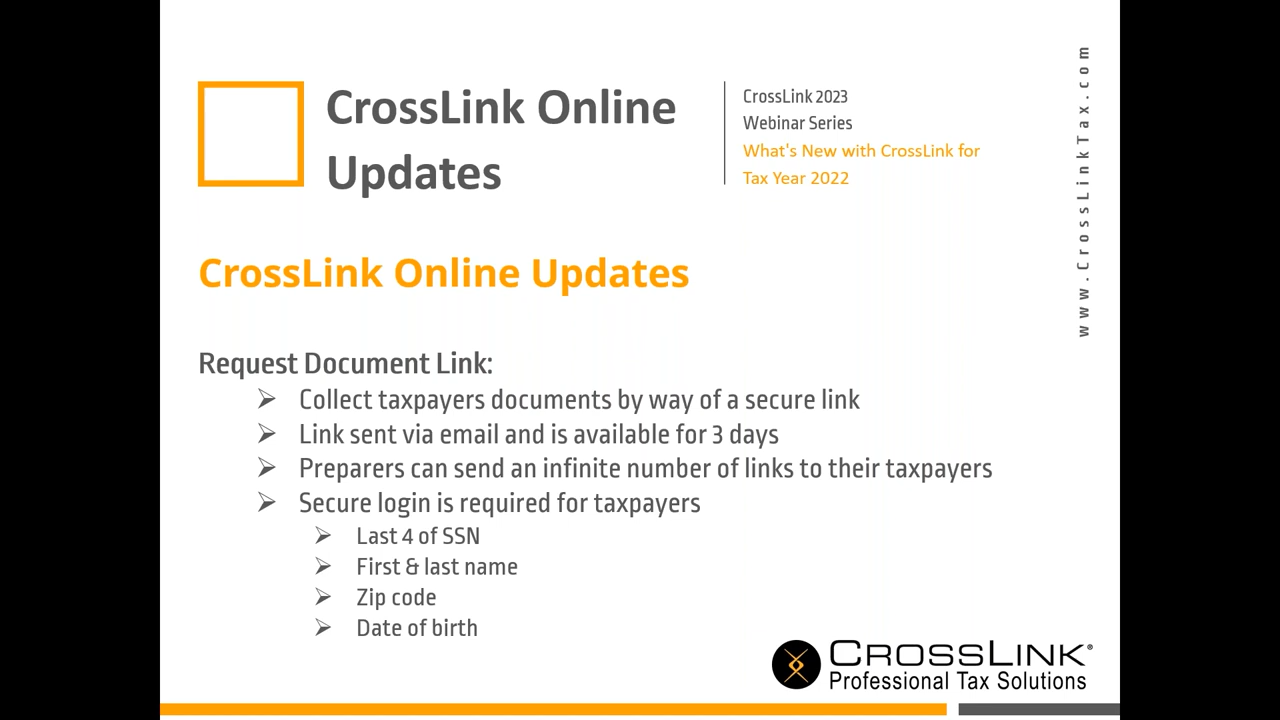 CrossLink Online
Updates
CrossLink 2023
Webinar Series
What's New with CrossLink for
Tax Year 2022
www.CrossLinkTax.com
CrossLink Online Updates
Request Document Link:
Collect taxpayers documents by way of a secure link
Link sent via email and is available for 3 days
Preparers can send an infinite number of links to their taxpayers
Secure login is required for taxpayers
Last 4 of SSN
First & last name
Zip code
Date of birth
CROSSLINK®
Professional Tax Solutions